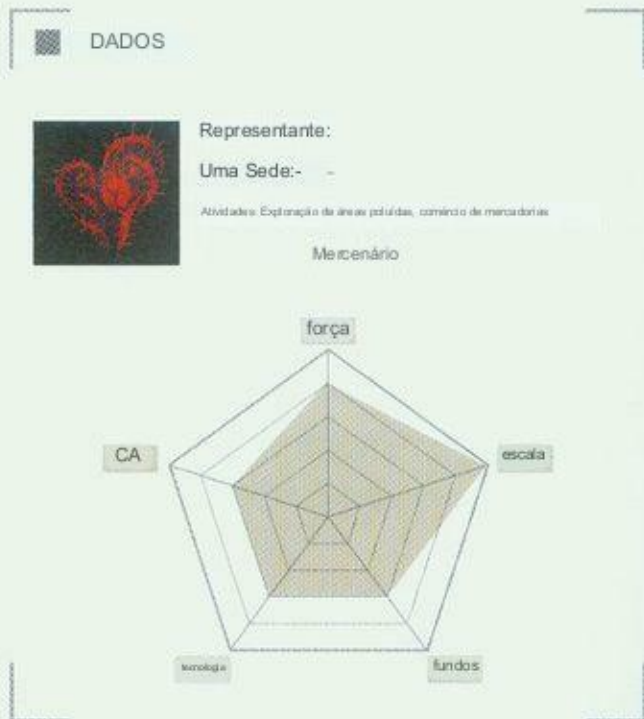 DADOS
Representante:
Uma Sede:- -
Atividades: Exploração de áreas poluídas, comércio de mercadorias
Mercenário
força
CA
escala
tecnologia
fundos